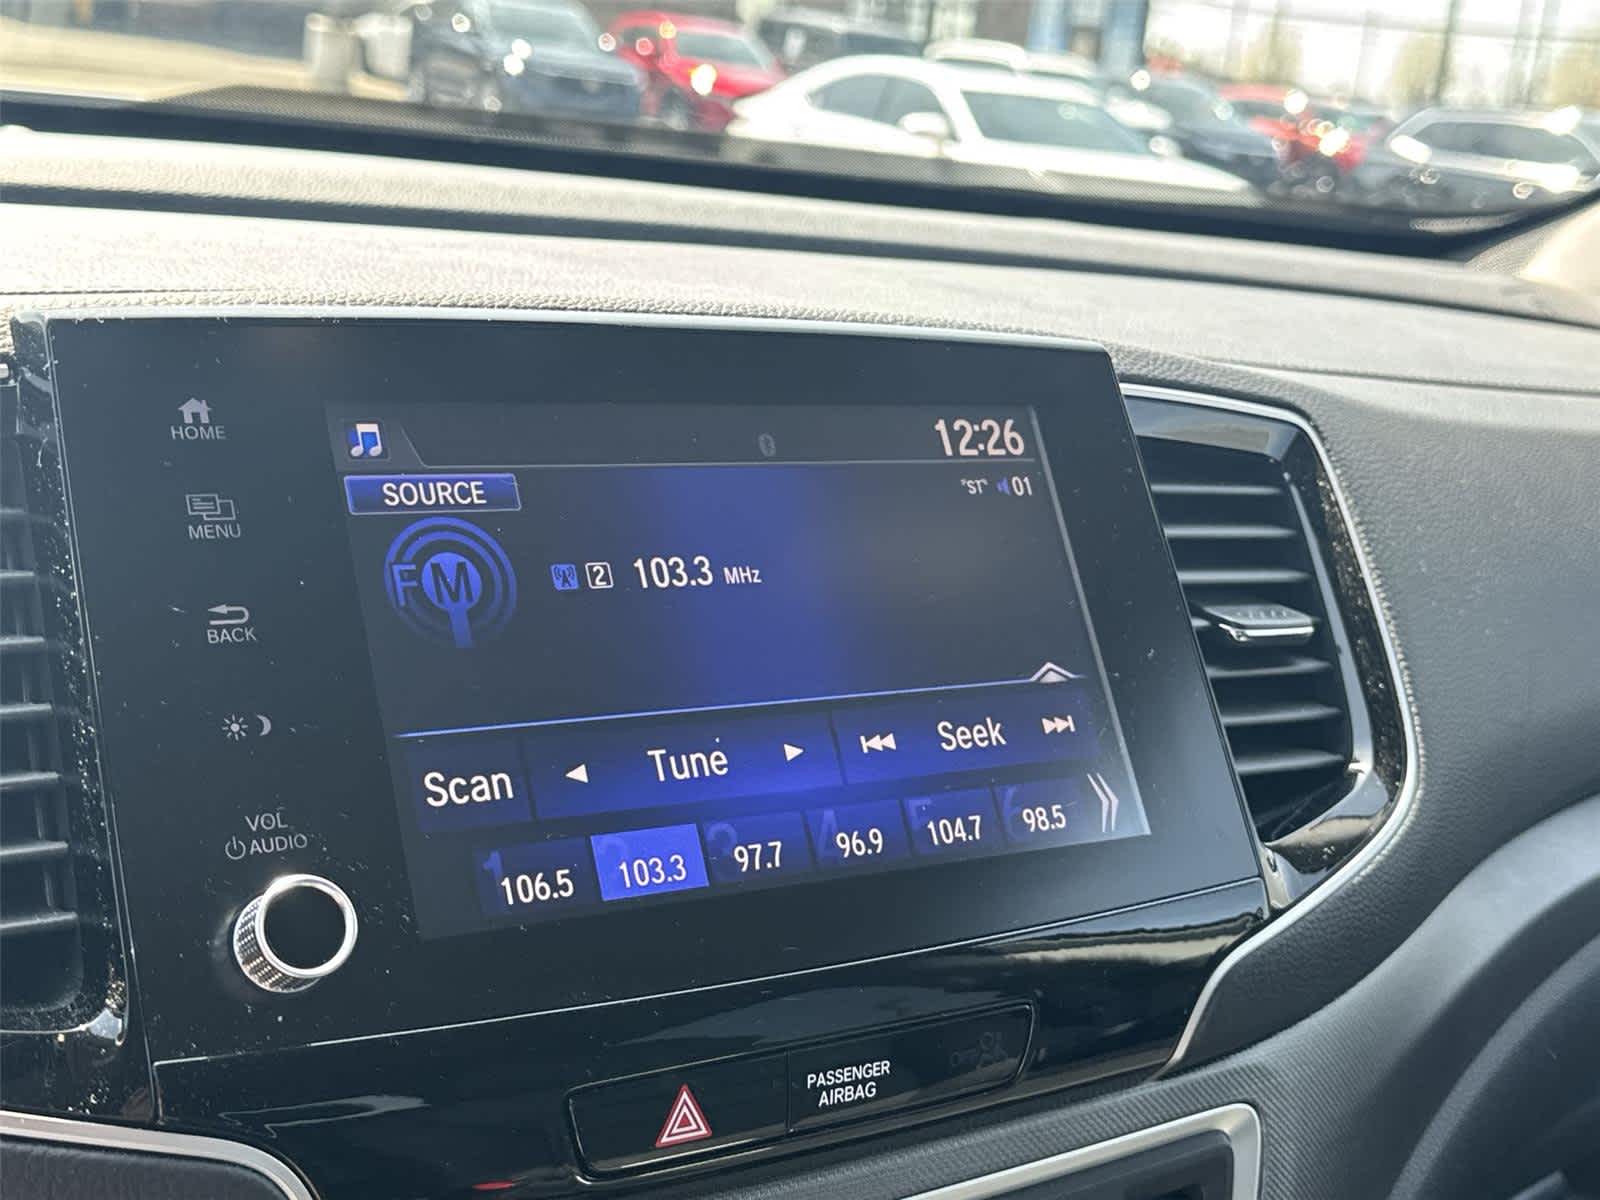 HOME
MENU
BACK
VOL
AUDIO
12:26
SOURCE
"ST" 01
FM
2 103.3 MHz
Scan Tune Seek
1 106.5 2 103.3 3 97.7 4 96.9 5 104.7 6 98.5
PASSENGER
AIRBAG